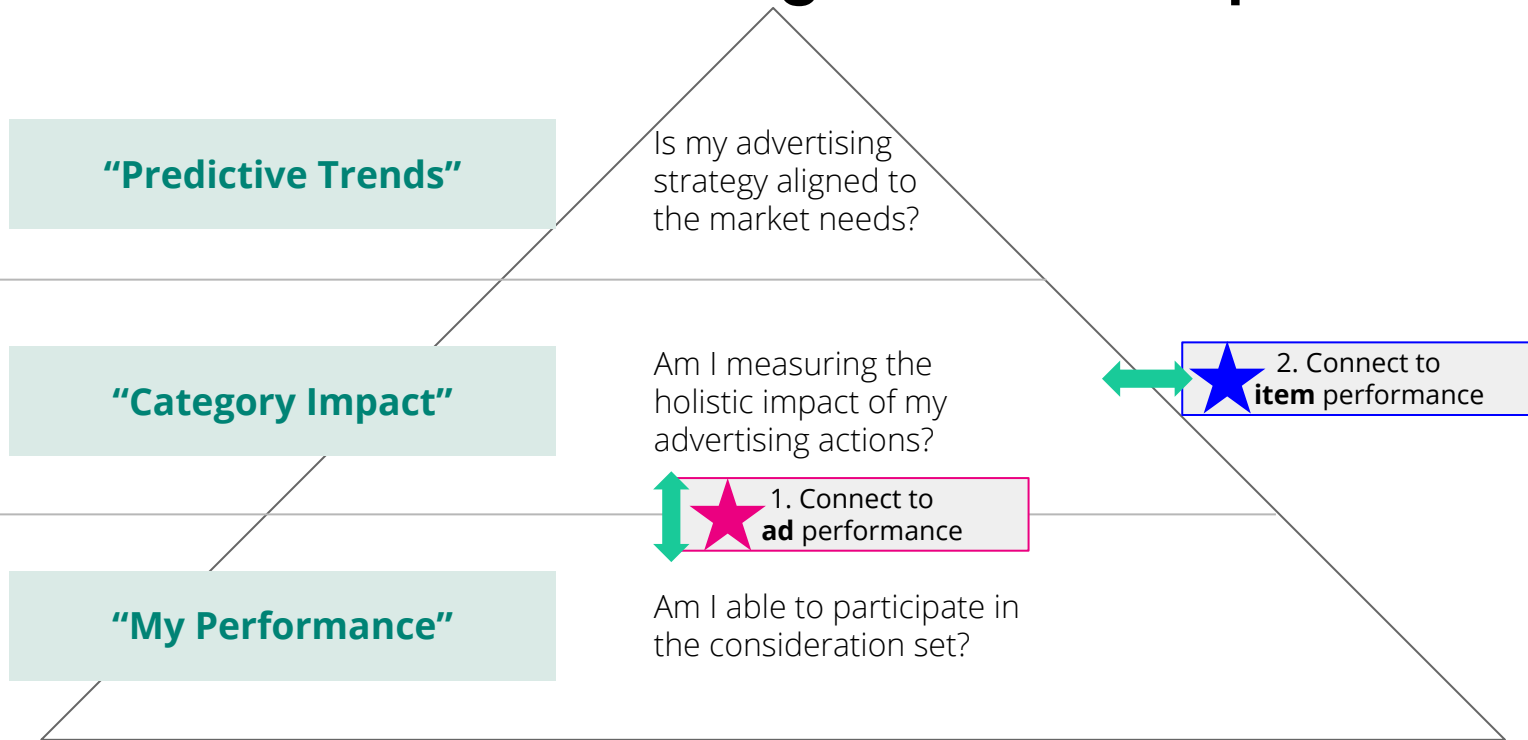 “Predictive Trends”
Is my advertising
strategy aligned to
the market needs?
“Category Impact”
Am I measuring the
holistic impact of my
advertising actions?
2. Connect to
item performance
1. Connect to
ad performance
“My Performance”
Am I able to participate in
the consideration set?